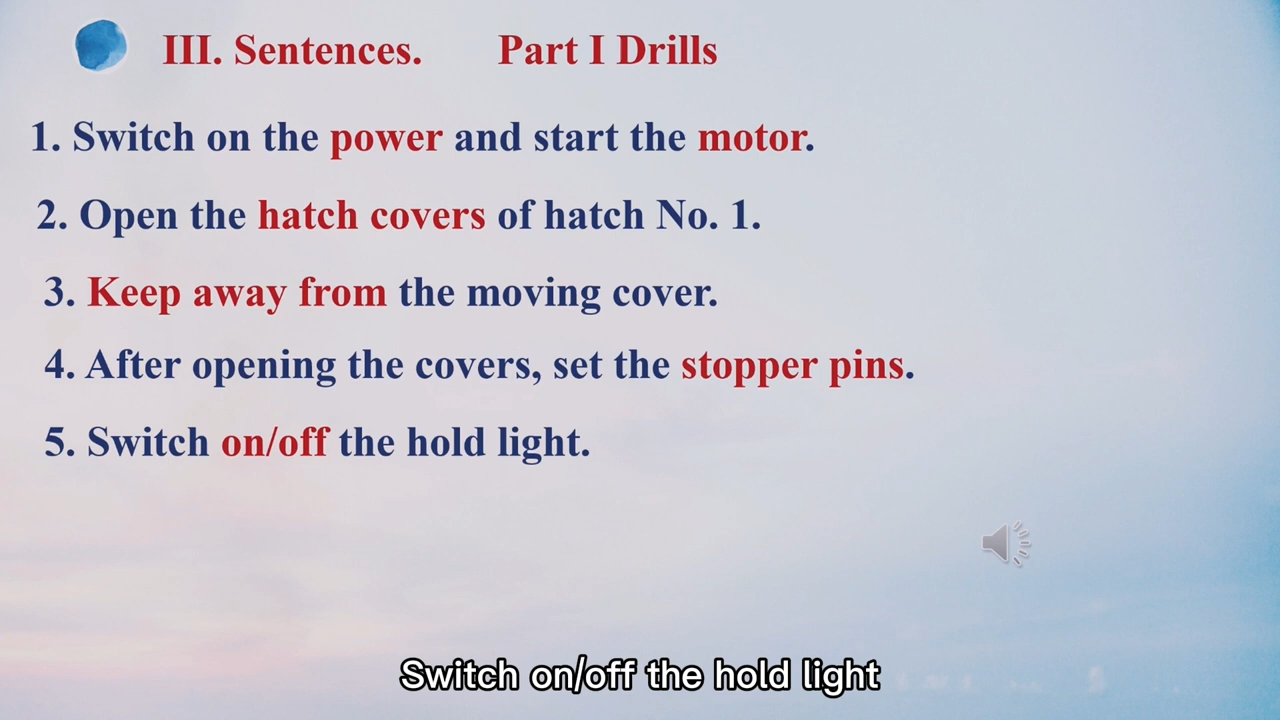 III. Sentences. Part I Drills
1. Switch on the power and start the motor.
2. Open the hatch covers of hatch No. 1.
3. Keep away from the moving cover.
4. After opening the covers, set the stopper pins.
5. Switch on/off the hold light.
Switch on/off the hold light